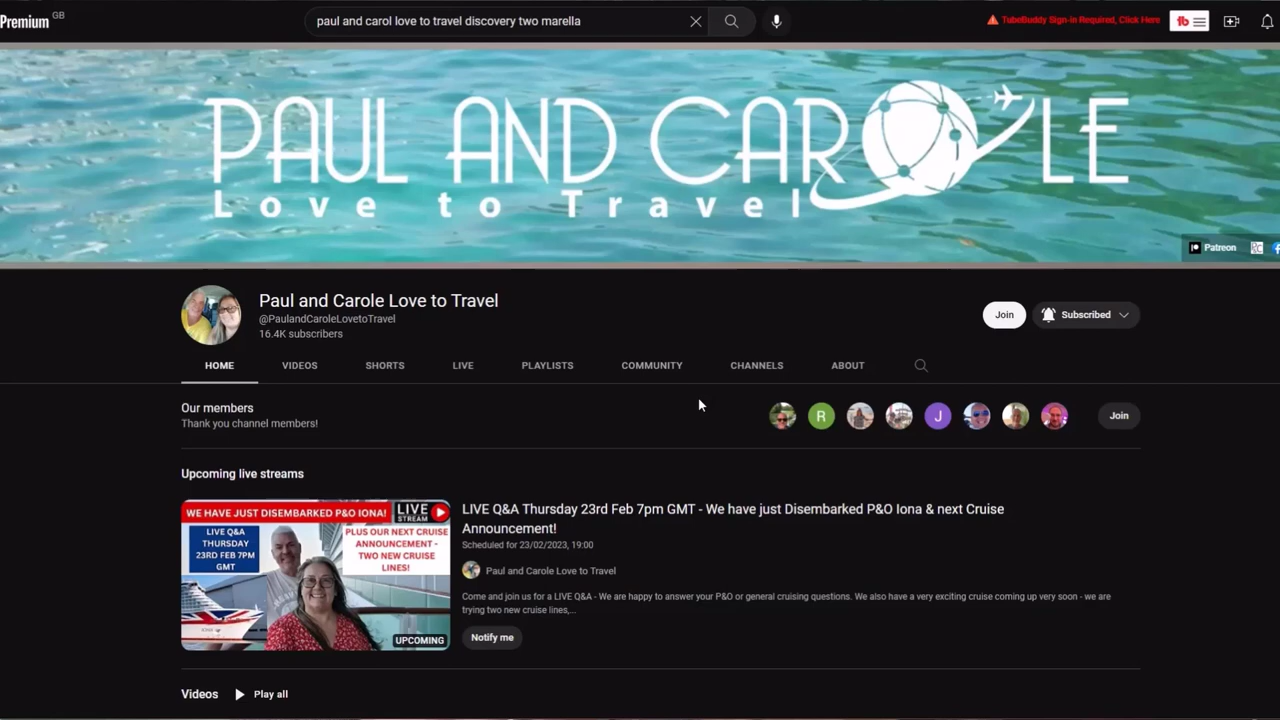 Premium GB
paul and carol love to travel discovery two marella
TubeBuddy Sign-in Required, Click Here
tb
PAUL AND CAROLE
Love to Travel
Patreon
Paul and Carole Love to Travel
@PaulandCaroleLovetoTravel
16.4K subscribers
Join
Subscribed
HOME
VIDEOS
SHORTS
LIVE
PLAYLISTS
COMMUNITY
CHANNELS
ABOUT
Our members
Thank you channel members!
R
J
Join
Upcoming live streams
WE HAVE JUST DISEMBARKED P&O IONA!
LIVE
STREAM
LIVE Q&A
THURSDAY
23RD FEB 7PM
GMT
PLUS OUR NEXT CRUISE
ANNOUNCEMENT -
TWO NEW CRUISE
LINES!
UPCOMING
LIVE Q&A Thursday 23rd Feb 7pm GMT - We have just Disembarked P&O Iona & next Cruise
Announcement!
Scheduled for 23/02/2023, 19:00
Paul and Carole Love to Travel
Come and join us for a LIVE Q&A - We are happy to answer your P&O or general cruising questions. We also have a very exciting cruise coming up very soon - we are
trying two new cruise lines,...
Notify me
Videos
Play all